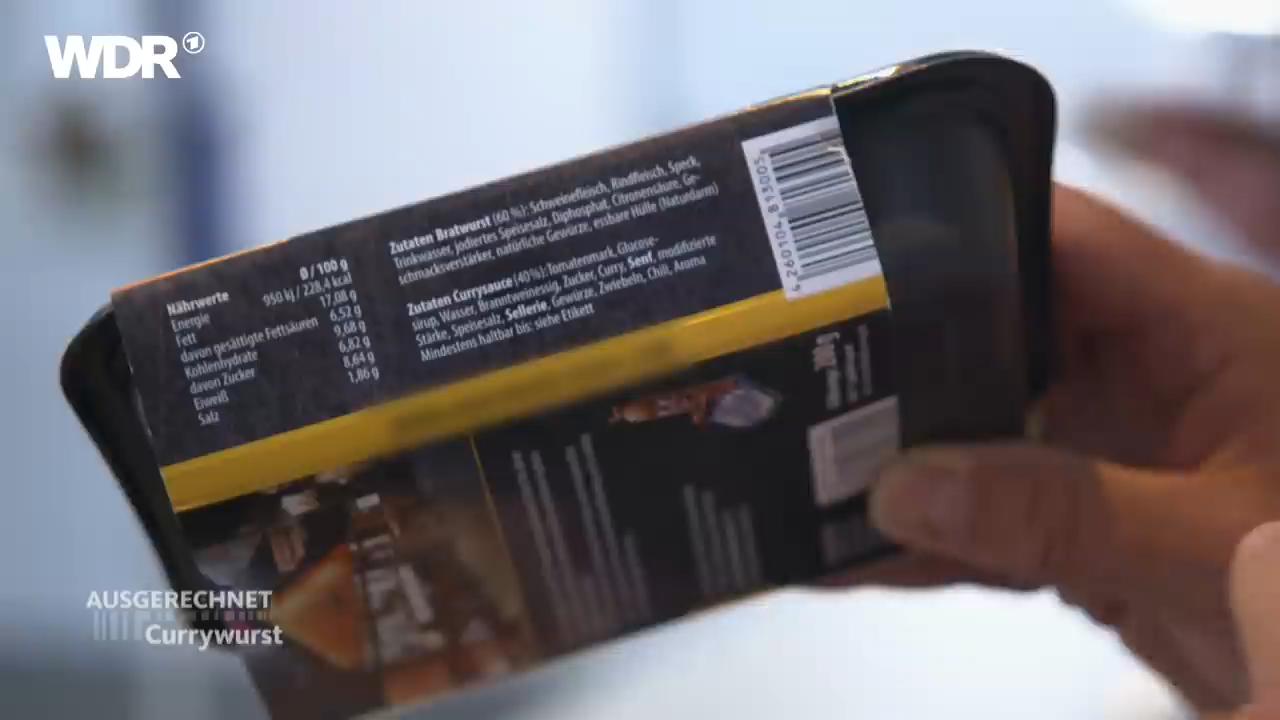 WDR
Nährwerte
0/100 g
Energie 950 kj / 228,4 kcal
Fett 17,08 g
davon gesättigte Fettsäuren 6,52 g
Kohlenhydrate 9,68 g
davon Zucker 6,82 g
Eiweiß 8,64 g
Salz 1,86 g
Zutaten Bratwurst (60 %): Schweinefleisch, Rindfleisch, Speck,
Trinkwasser, jodiertes Speisesalz, Diphosphat, Citronensäure, Ge-
schmacksverstärker, natürliche Gewürze, essbare Hülle (Naturdarm)
Zutaten Currysauce (40%): Tomatenmark, Glucose-
sirup, Wasser, Branntweinessig, Zucker, Curry, Senf, modifizierte
Stärke, Speisesalz, Sellerie, Gewürze, Zwiebeln, Chili, Aroma
Mindestens haltbar bis: siehe Etikett
4 260104 813005
AUSGERECHNET
Currywurst